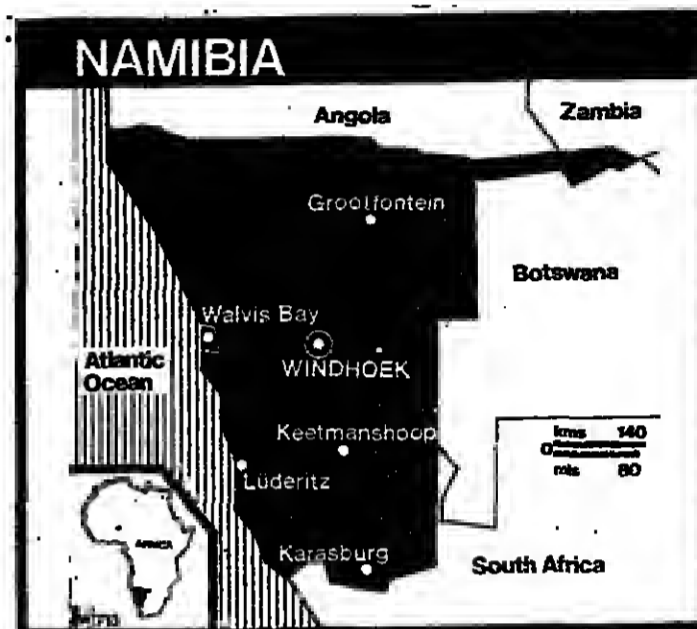 NAMIBIA
Angola
Zambia
Grootfontein
Botswana
Walvis Bay
Atlantic
Ocean
WINDHOEK
Keetmanshoop
kms 140
0
mls 80
Lüderitz
AFRICA
Karasburg
South Africa